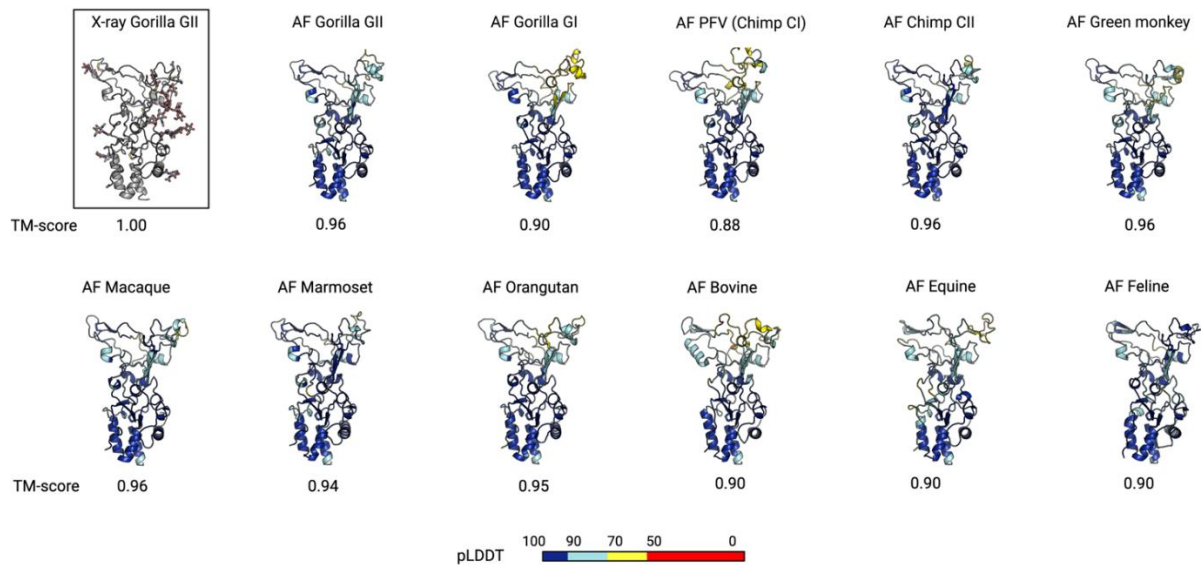 X-ray Gorilla GII AF Gorilla GII AF Gorilla GI AF PFV (Chimp CI) AF Chimp CII AF Green monkey
TM-score 1.00 0.96 0.90 0.88 0.96 0.96
AF Macaque AF Marmoset AF Orangutan AF Bovine AF Equine AF Feline
TM-score 0.96 0.94 0.95 0.90 0.90 0.90
100 90 70 50 0
pLDDT